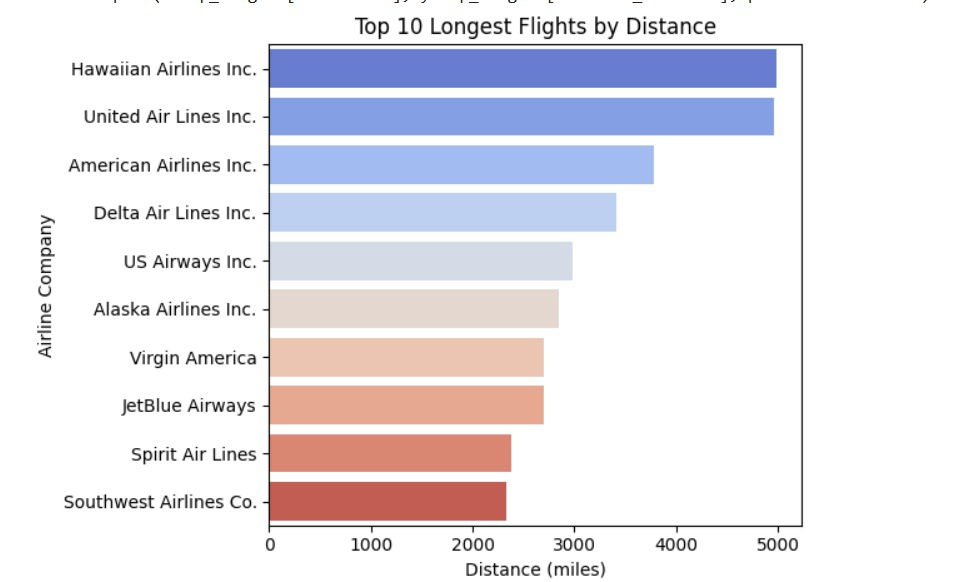 Top 10 Longest Flights by Distance
Hawaiian Airlines Inc.
United Air Lines Inc.
American Airlines Inc.
Delta Air Lines Inc.
US Airways Inc.
Alaska Airlines Inc.
Virgin America
JetBlue Airways
Spirit Air Lines
Southwest Airlines Co.
Airline Company
0 1000 2000 3000 4000 5000
Distance (miles)